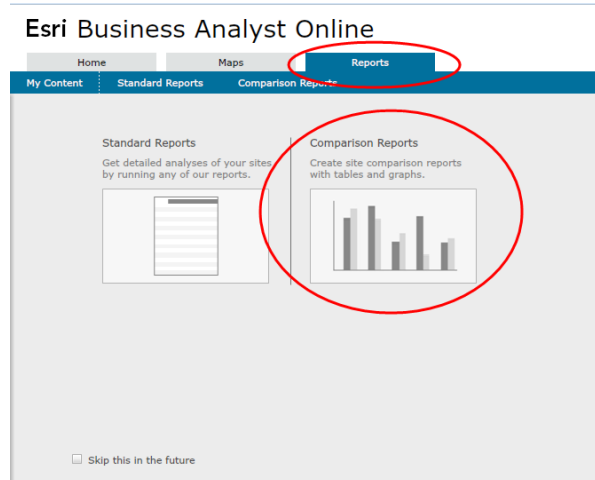 Esri Business Analyst Online
Home Maps Reports
My Content Standard Reports Comparison Reports
Standard Reports
Get detailed analyses of your sites
by running any of our reports.
Comparison Reports
Create site comparison reports
with tables and graphs.
Skip this in the future